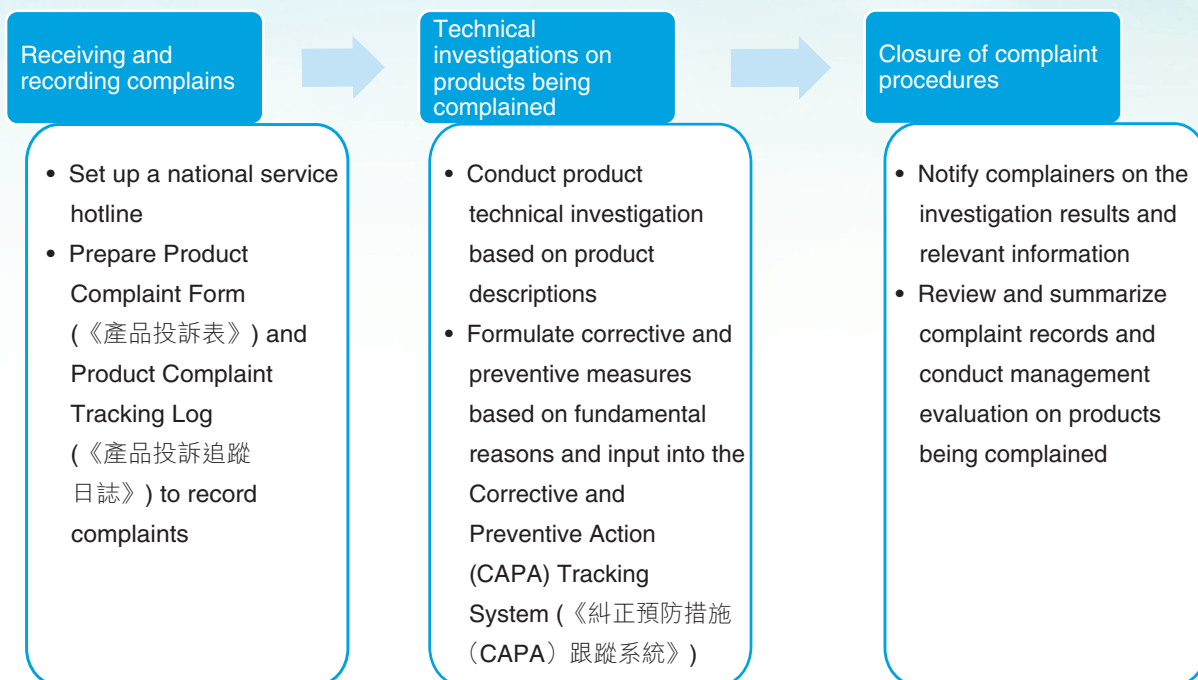 Receiving and
recording complains
• Set up a national service
hotline
• Prepare Product
Complaint Form
(《產品投訴表》) and
Product Complaint
Tracking Log
(《產品投訴追蹤
日誌》) to record
complaints
Technical
investigations on
products being
complained
• Conduct product
technical investigation
based on product
descriptions
• Formulate corrective and
preventive measures
based on fundamental
reasons and input into the
Corrective and
Preventive Action
(CAPA) Tracking
System (《糾正預防措施
（CAPA）跟蹤系統》)
Closure of complaint
procedures
• Notify complainers on the
investigation results and
relevant information
• Review and summarize
complaint records and
conduct management
evaluation on products
being complained